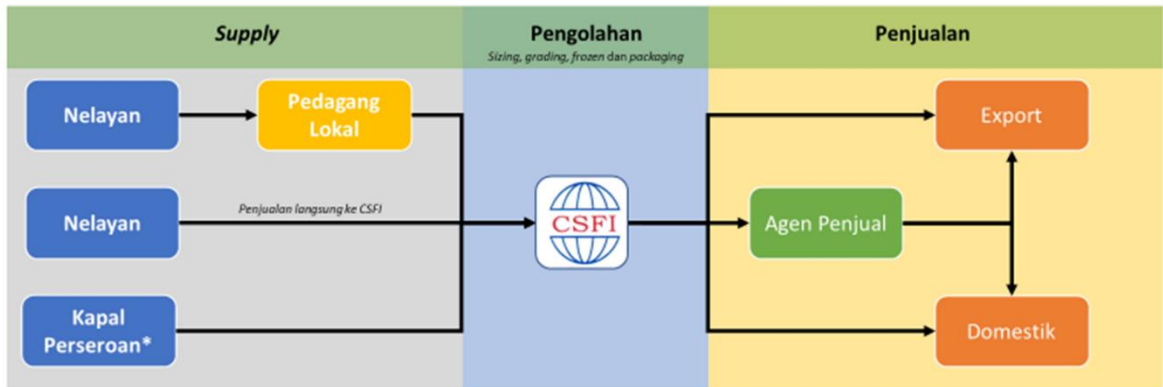 Supply
Pengolahan
Sizing, grading, frozen dan packaging
Penjualan
Nelayan
Pedagang
Lokal
Export
Nelayan
Penjualan langsung ke CSFI
CSFI
Agen Penjual
Kapal
Perseroan*
Domestik